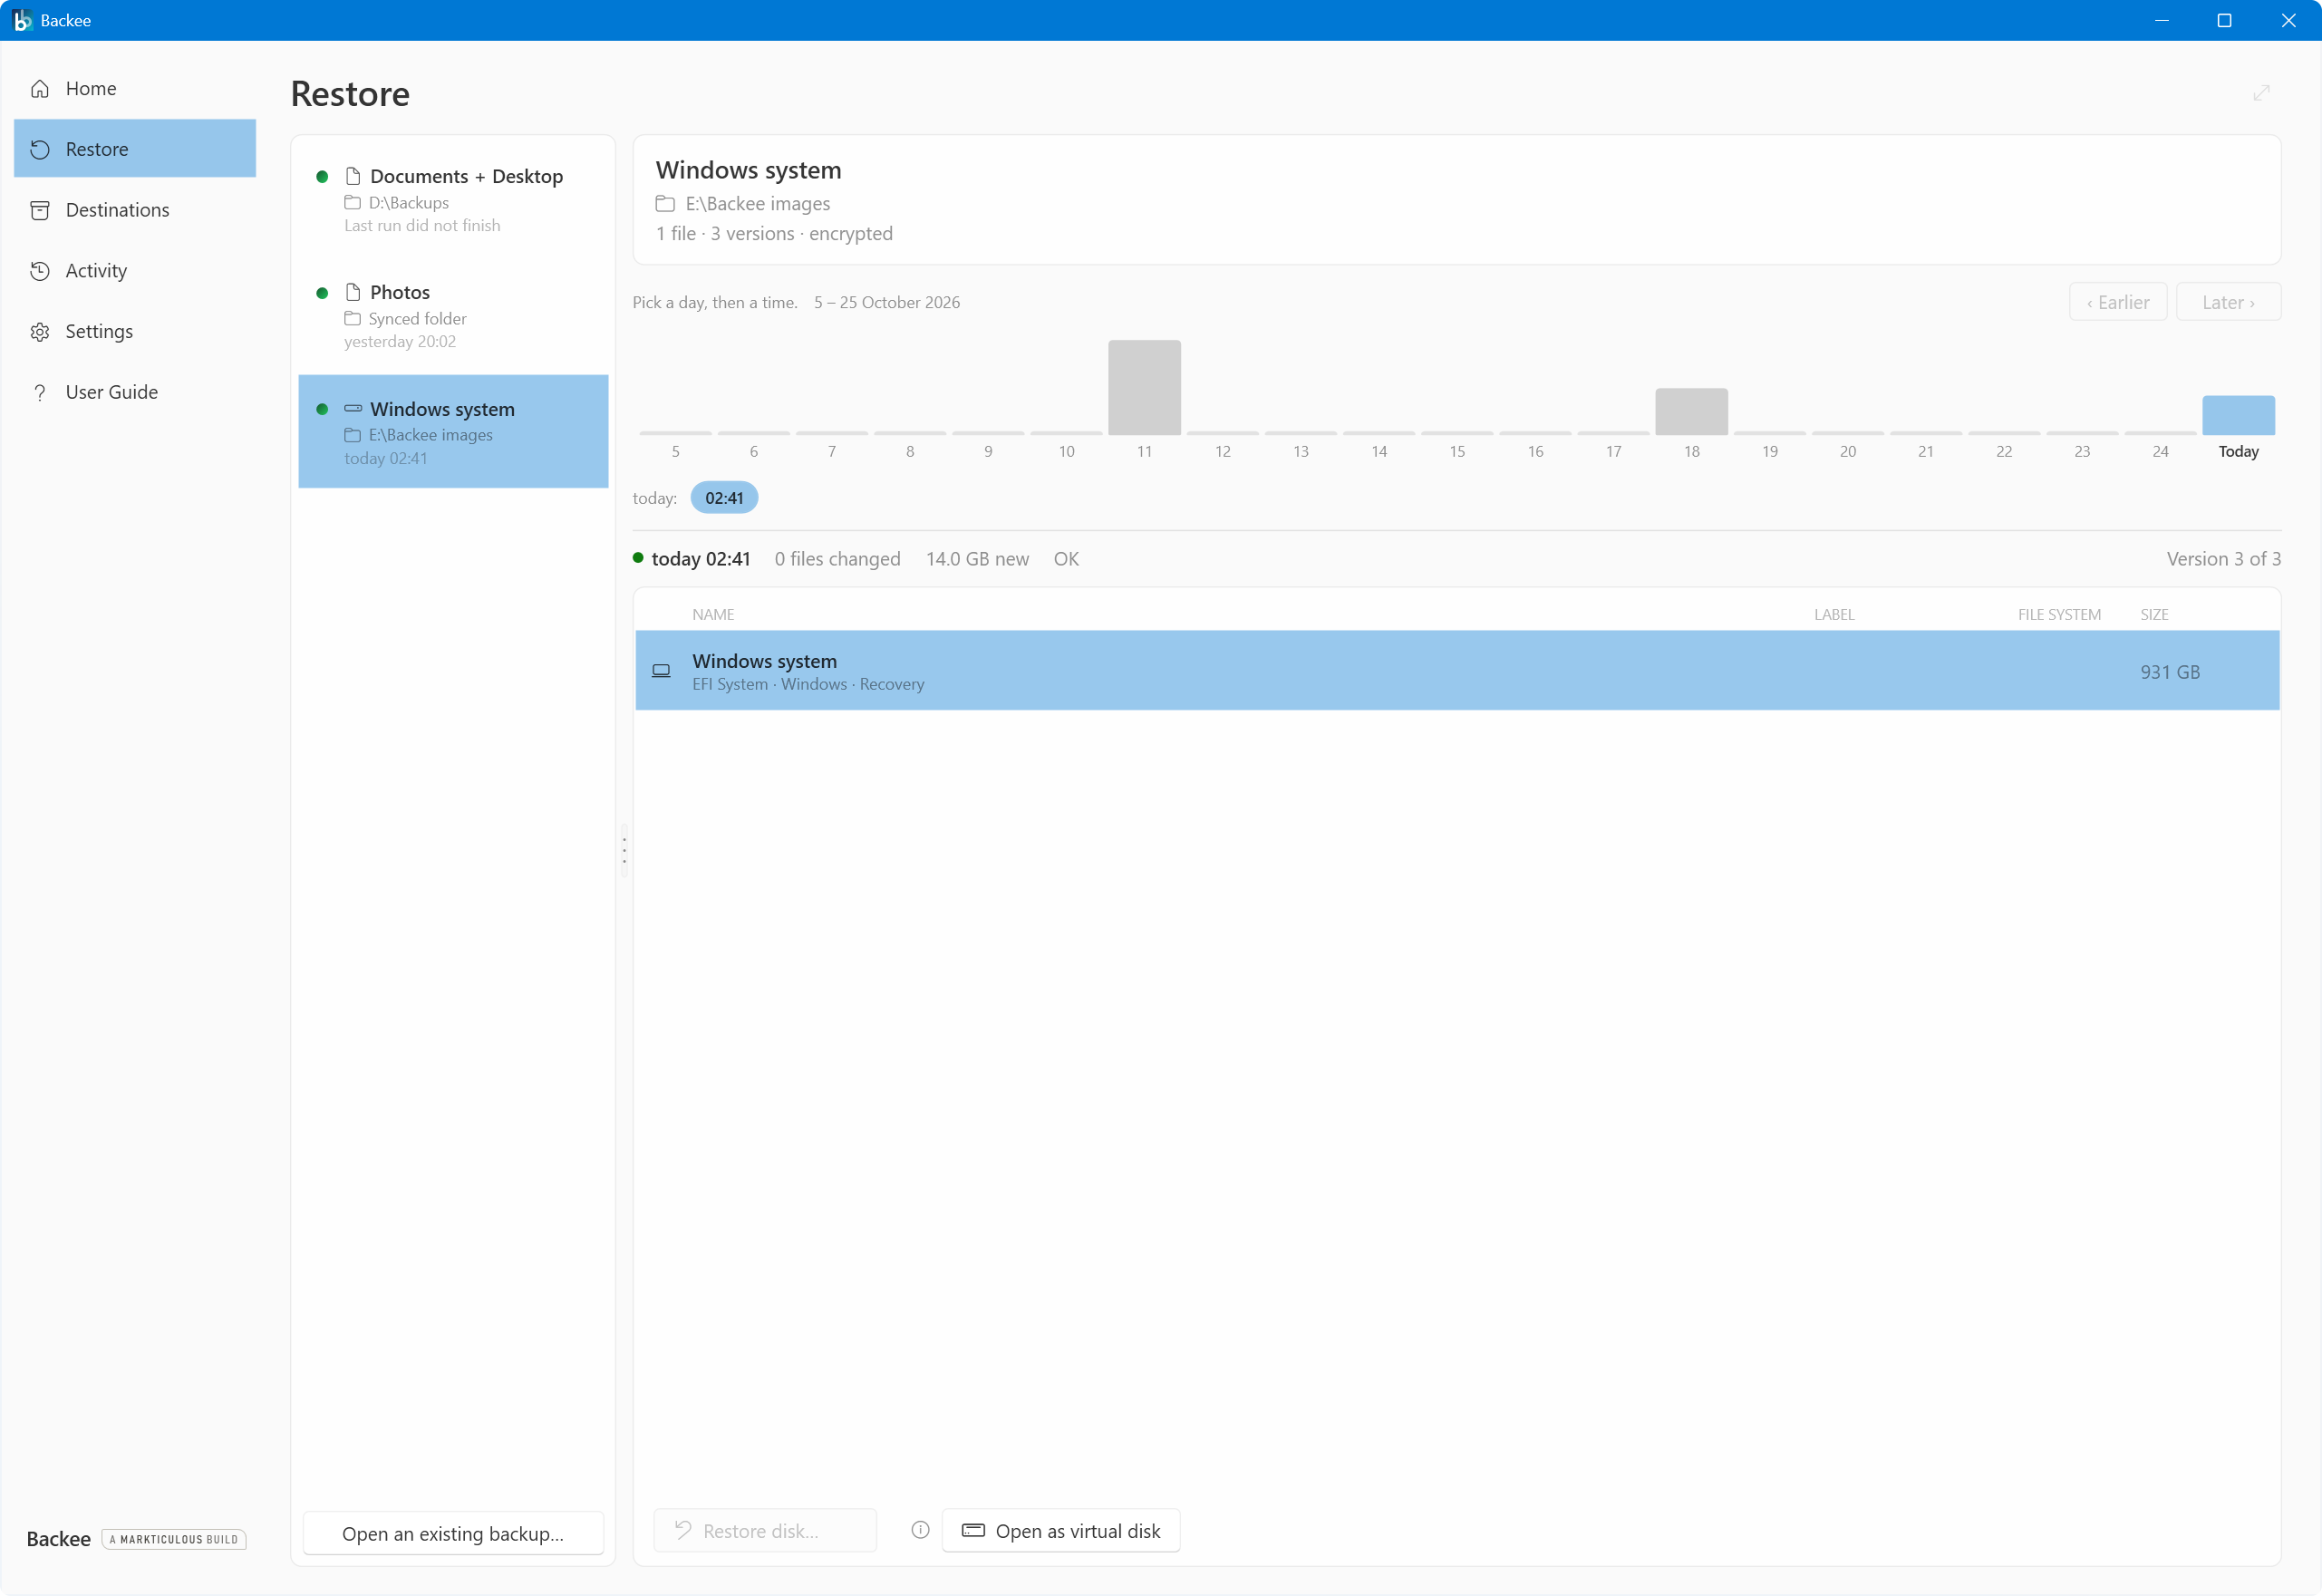 Backee
Home
Restore
Destinations
Activity
Settings
User Guide
Backee
A MARKTICULOUS BUILD
Restore
Documents + Desktop
D:\Backups
Last run did not finish
Photos
Synced folder
yesterday 20:02
Windows system
E:\Backee images
today 02:41
Open an existing backup...
Windows system
E:\Backee images
1 file · 3 versions · encrypted
Pick a day, then a time. 5 – 25 October 2026
‹ Earlier Later ›
5 6 7 8 9 10 11 12 13 14 15 16 17 18 19 20 21 22 23 24 Today
today: 02:41
today 02:41 0 files changed 14.0 GB new OK Version 3 of 3
NAME LABEL FILE SYSTEM SIZE
Windows system
EFI System · Windows · Recovery
931 GB
Restore disk... Open as virtual disk